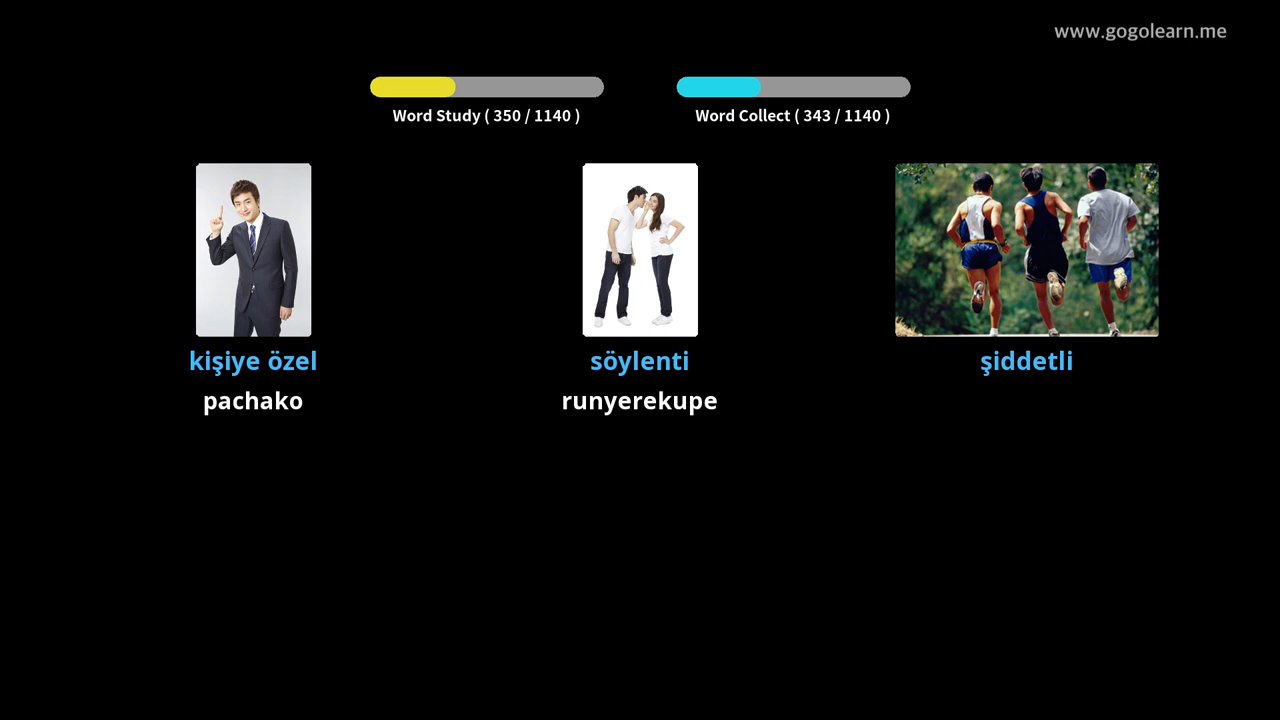 www.gogolearn.me
Word Study ( 350 / 1140 )
Word Collect ( 343 / 1140 )
kişiye özel
söylenti
şiddetli
pachako
runyerekupe